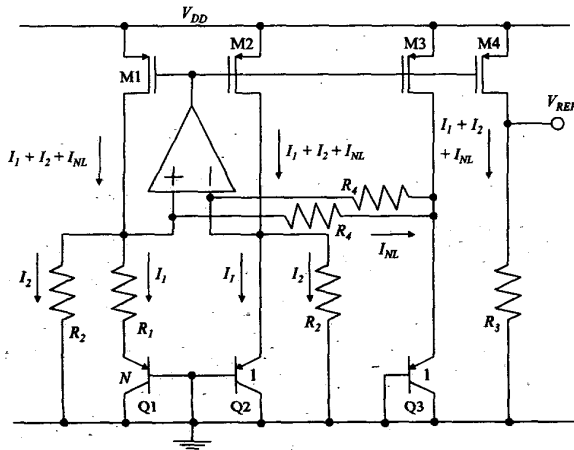 V_DD
M1
M2
M3
M4
V_REF
I_1 + I_2 + I_NL
I_1 + I_2 + I_NL
I_1 + I_2
+ I_NL
+
−
R_4
R_4
I_NL
I_2
I_1
I_1
I_2
R_2
R_1
R_2
R_3
N
1
1
Q1
Q2
Q3